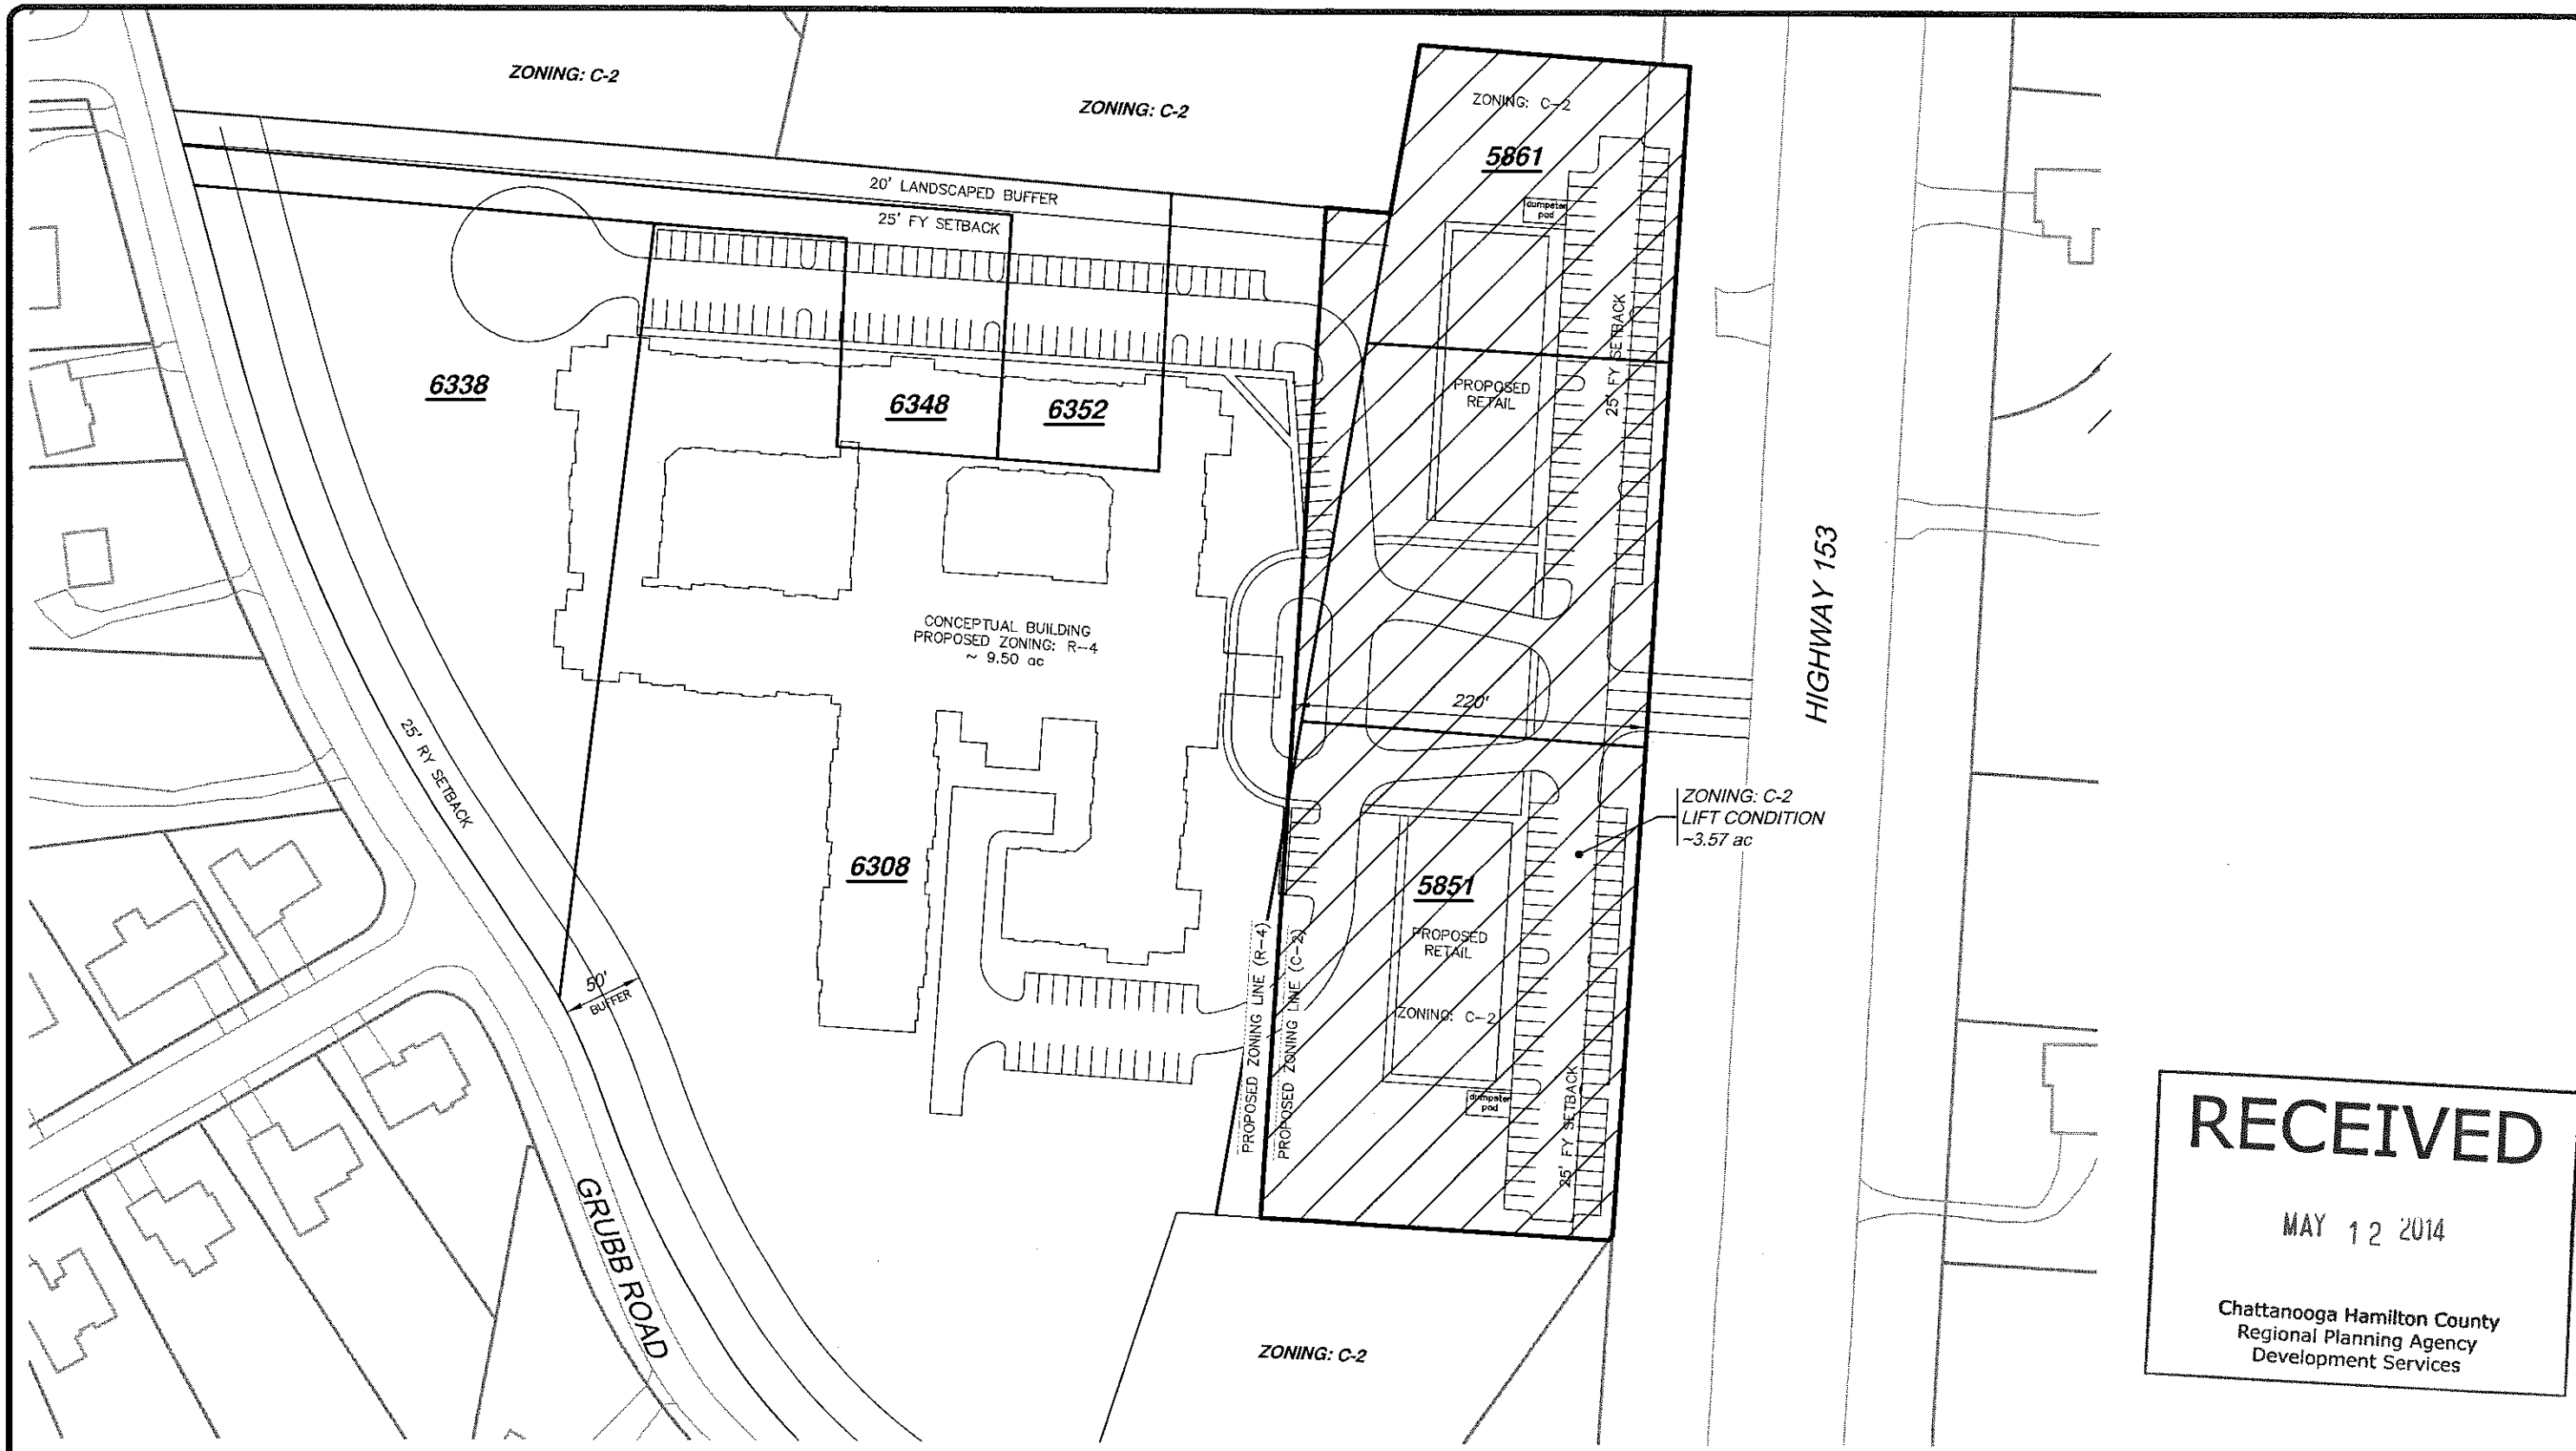 ZONING: C-2
ZONING: C-2
ZONING: C-2
5861
dumpster
pad
20' LANDSCAPED BUFFER
25' FY SETBACK
25' FY SETBACK
PROPOSED
RETAIL
6338
6348
6352
CONCEPTUAL BUILDING
PROPOSED ZONING: R-4
~ 9.50 ac
HIGHWAY 153
220'
25' RY SETBACK
ZONING: C-2
LIFT CONDITION
~3.57 ac
6308
5851
PROPOSED
RETAIL
ZONING: C-2
50'
BUFFER
PROPOSED ZONING LINE (R-4)
PROPOSED ZONING LINE (C-2)
dumpster
pad
25' FY SETBACK
GRUBB ROAD
ZONING: C-2
RECEIVED
MAY 12 2014
Chattanooga Hamilton County
Regional Planning Agency
Development Services